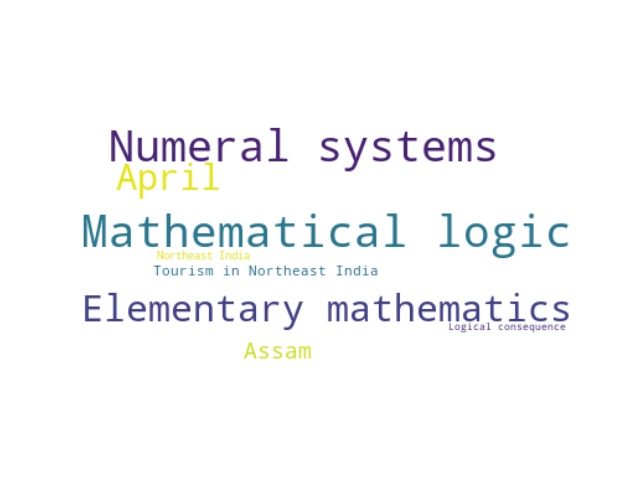 Numeral systems
April
Mathematical logic
Northeast India
Tourism in Northeast India
Elementary mathematics
Logical consequence
Assam